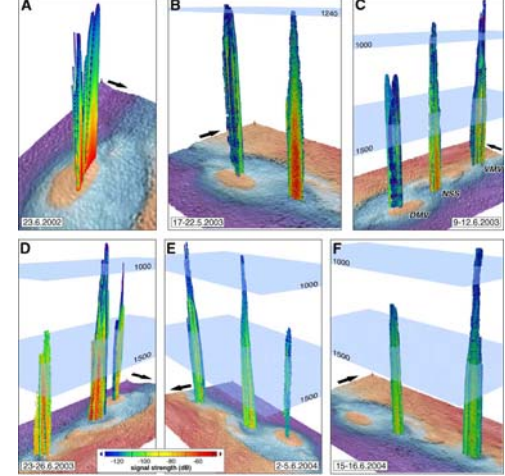 A
23.6.2002
B
1240
17-22.5.2003
C
1000
1500
VMV
NSS
DMV
9-12.6.2003
D
1000
1500
23-26.6.2003
E
1000
1500
2-5.6.2004
F
1000
1500
15-16.6.2004
-120 -100 -80 -60
signal strength (dB)